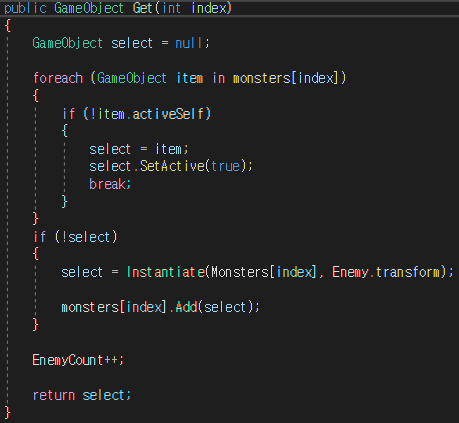 public GameObject Get(int index)
{
GameObject select = null;
foreach (GameObject item in monsters[index])
{
if (!item.activeSelf)
{
select = item;
select.SetActive(true);
break;
}
}
if (!select)
{
select = Instantiate(Monsters[index], Enemy.transform);
monsters[index].Add(select);
}
EnemyCount++;
return select;
}